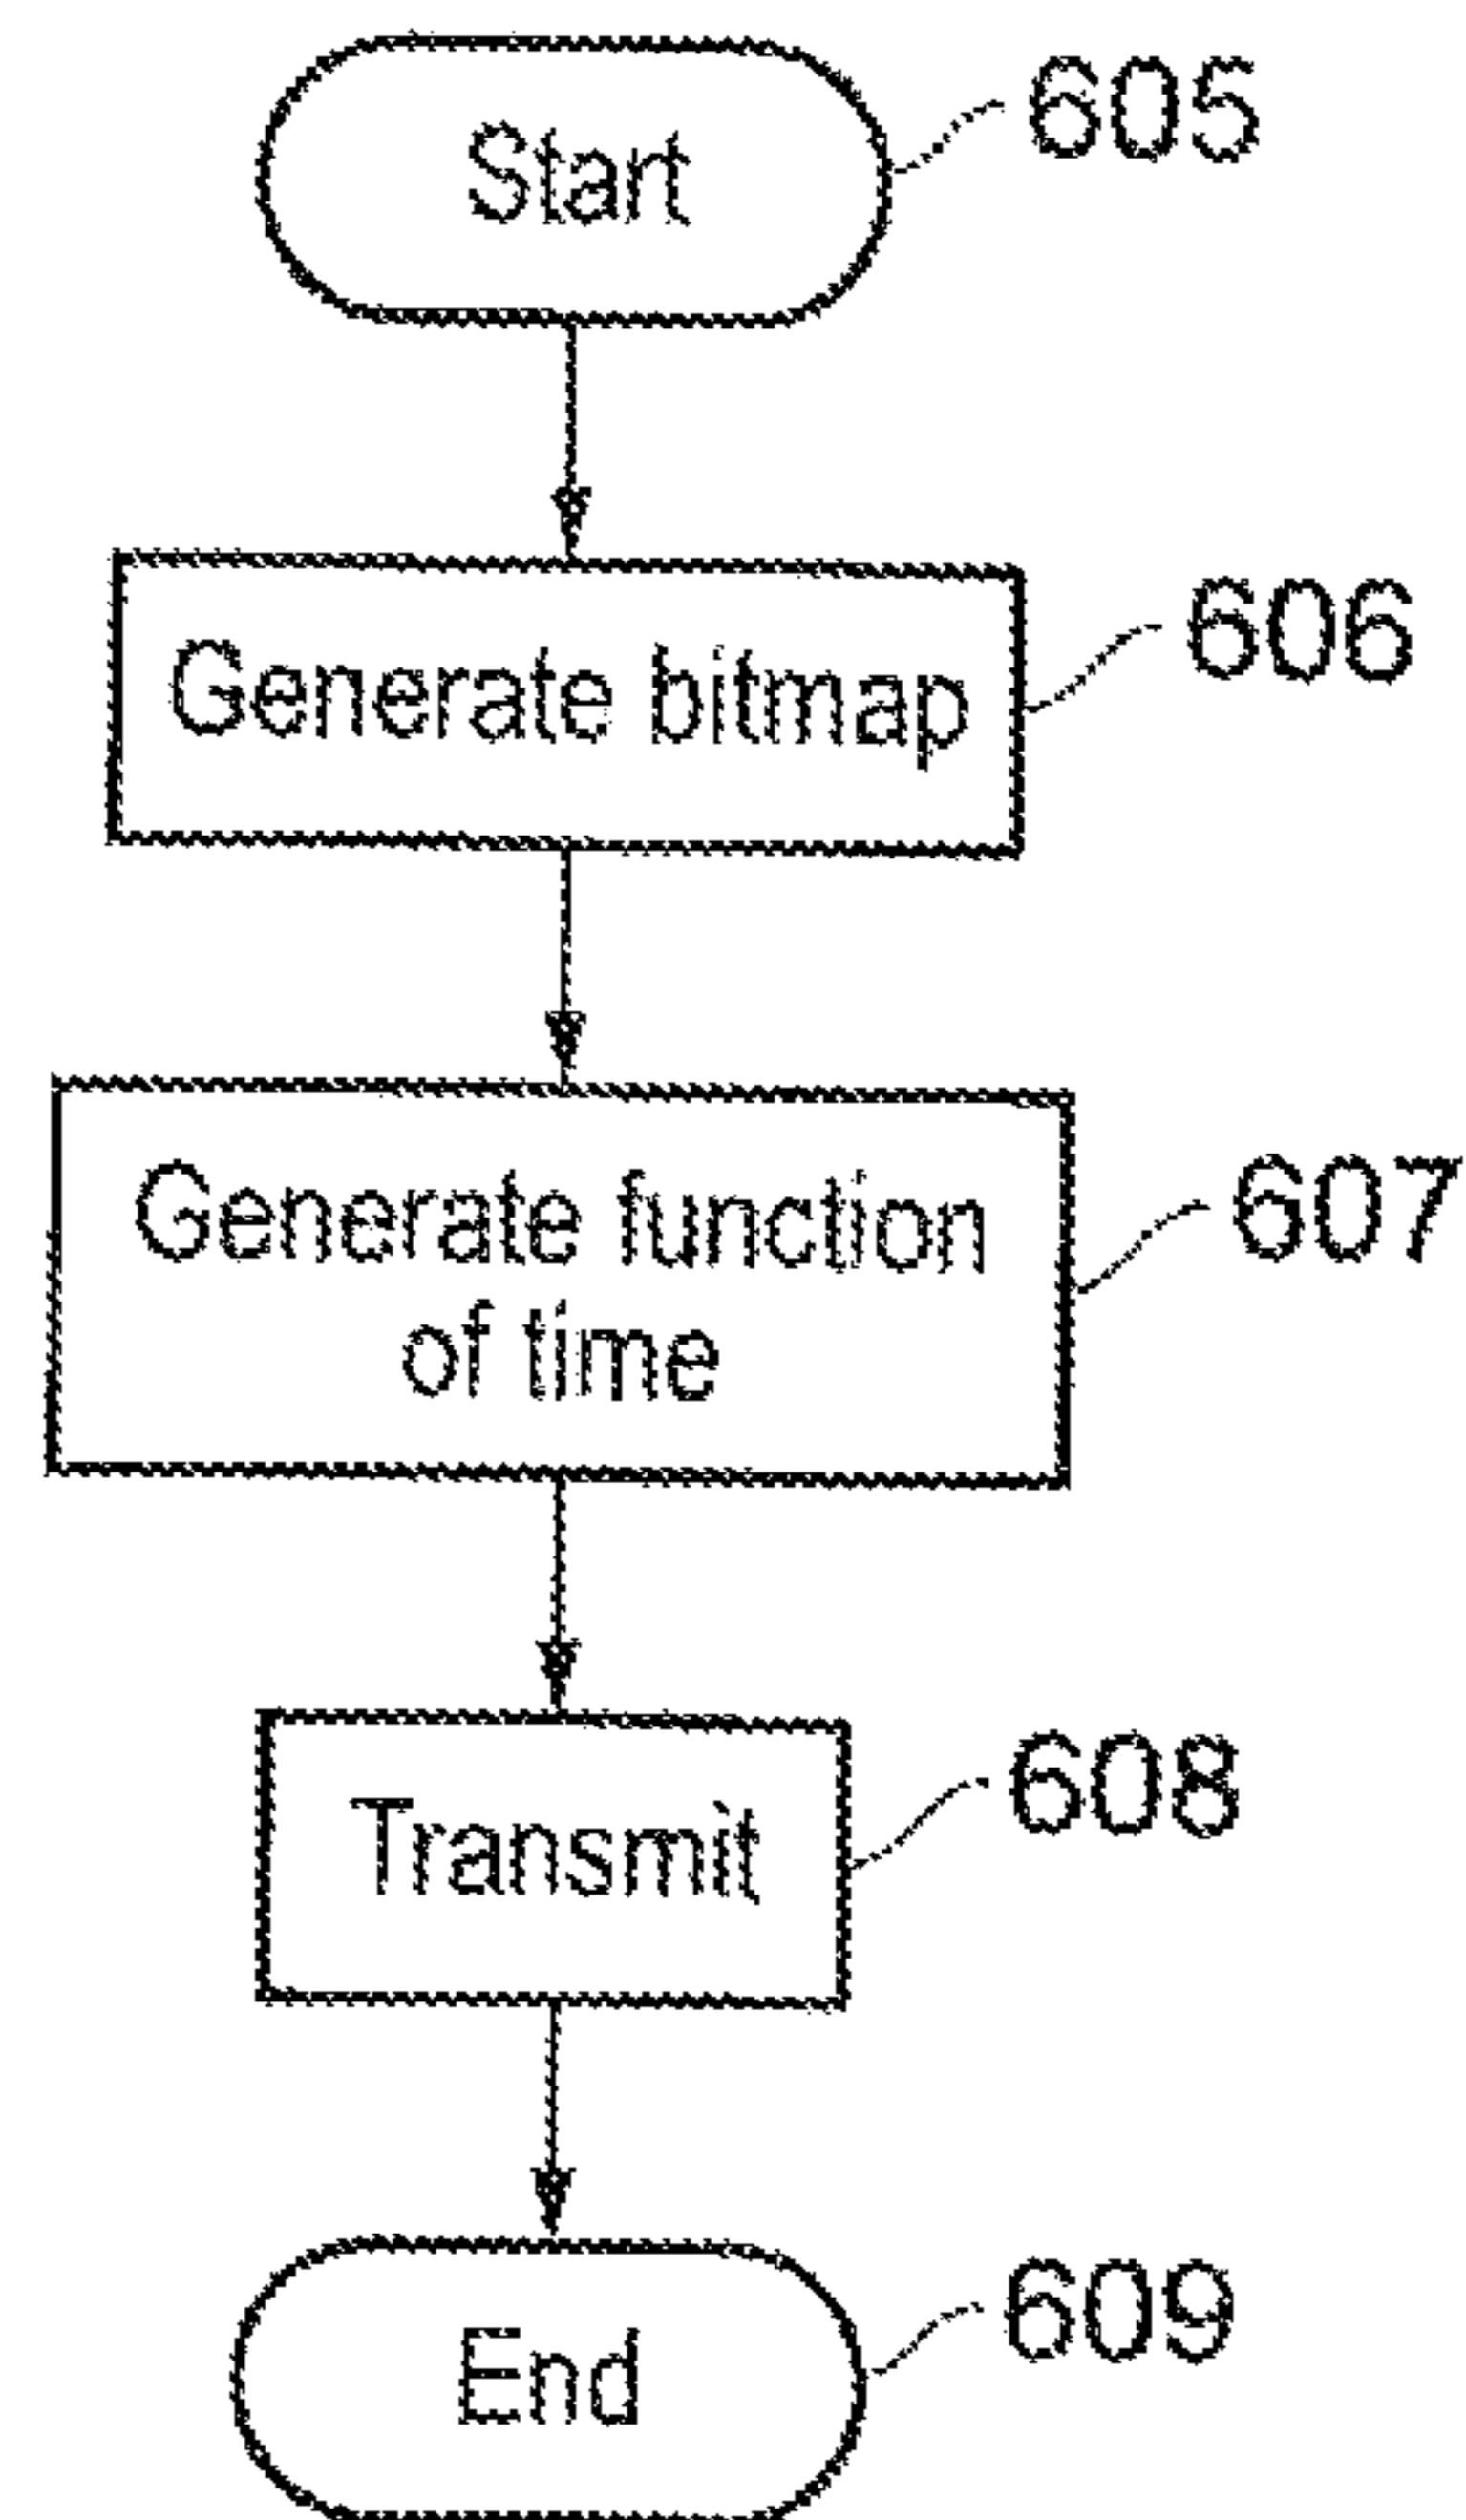 Start
605
Generate bitmap
606
Generate function
of time
607
Transmit
608
End
609